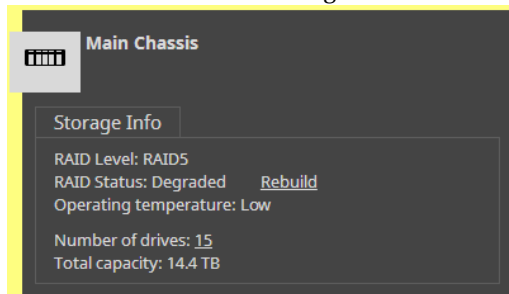 Main Chassis
Storage Info
RAID Level: RAID5
RAID Status: Degraded Rebuild
Operating temperature: Low
Number of drives: 15
Total capacity: 14.4 TB